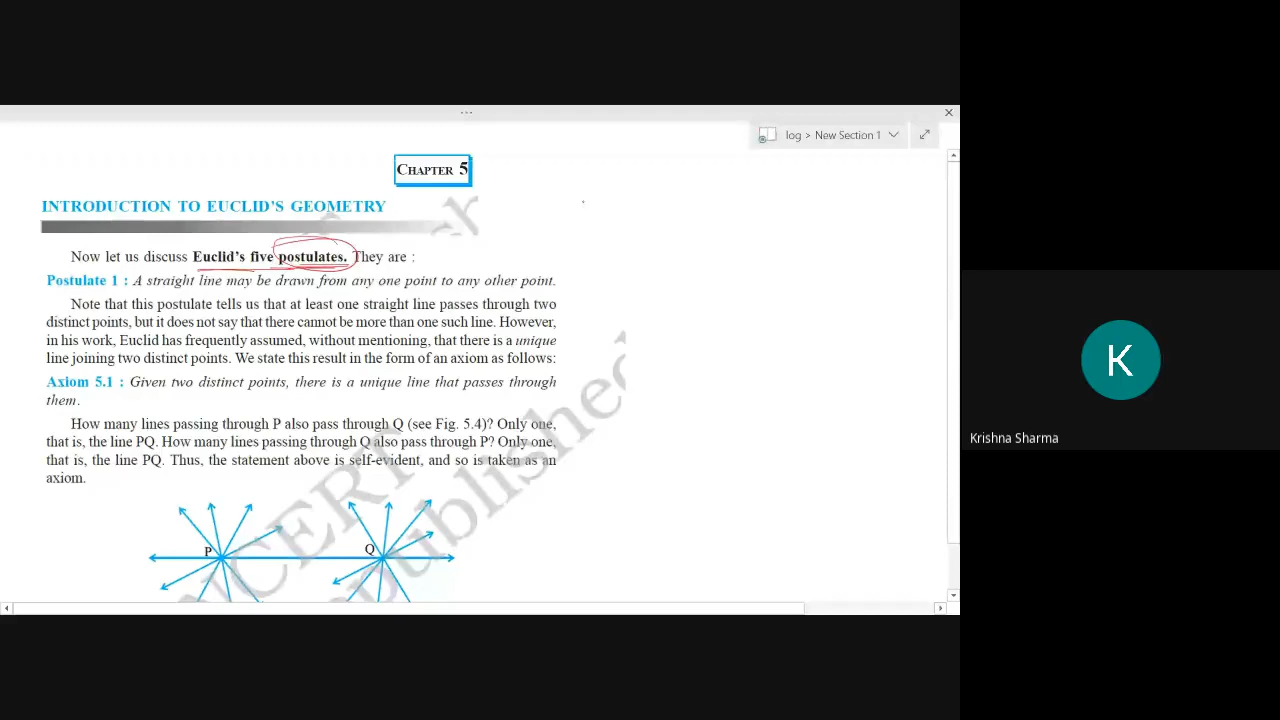 ...
log > New Section 1
CHAPTER 5
INTRODUCTION TO EUCLID'S GEOMETRY
Now let us discuss Euclid's five postulates. They are :
Postulate 1 : A straight line may be drawn from any one point to any other point.
Note that this postulate tells us that at least one straight line passes through two
distinct points, but it does not say that there cannot be more than one such line. However,
in his work, Euclid has frequently assumed, without mentioning, that there is a unique
line joining two distinct points. We state this result in the form of an axiom as follows:
Axiom 5.1 : Given two distinct points, there is a unique line that passes through
them.
How many lines passing through P also pass through Q (see Fig. 5.4)? Only one,
that is, the line PQ. How many lines passing through Q also pass through P? Only one,
that is, the line PQ. Thus, the statement above is self-evident, and so is taken as an
axiom.
P
Q
K
Krishna Sharma
NCERT
republished